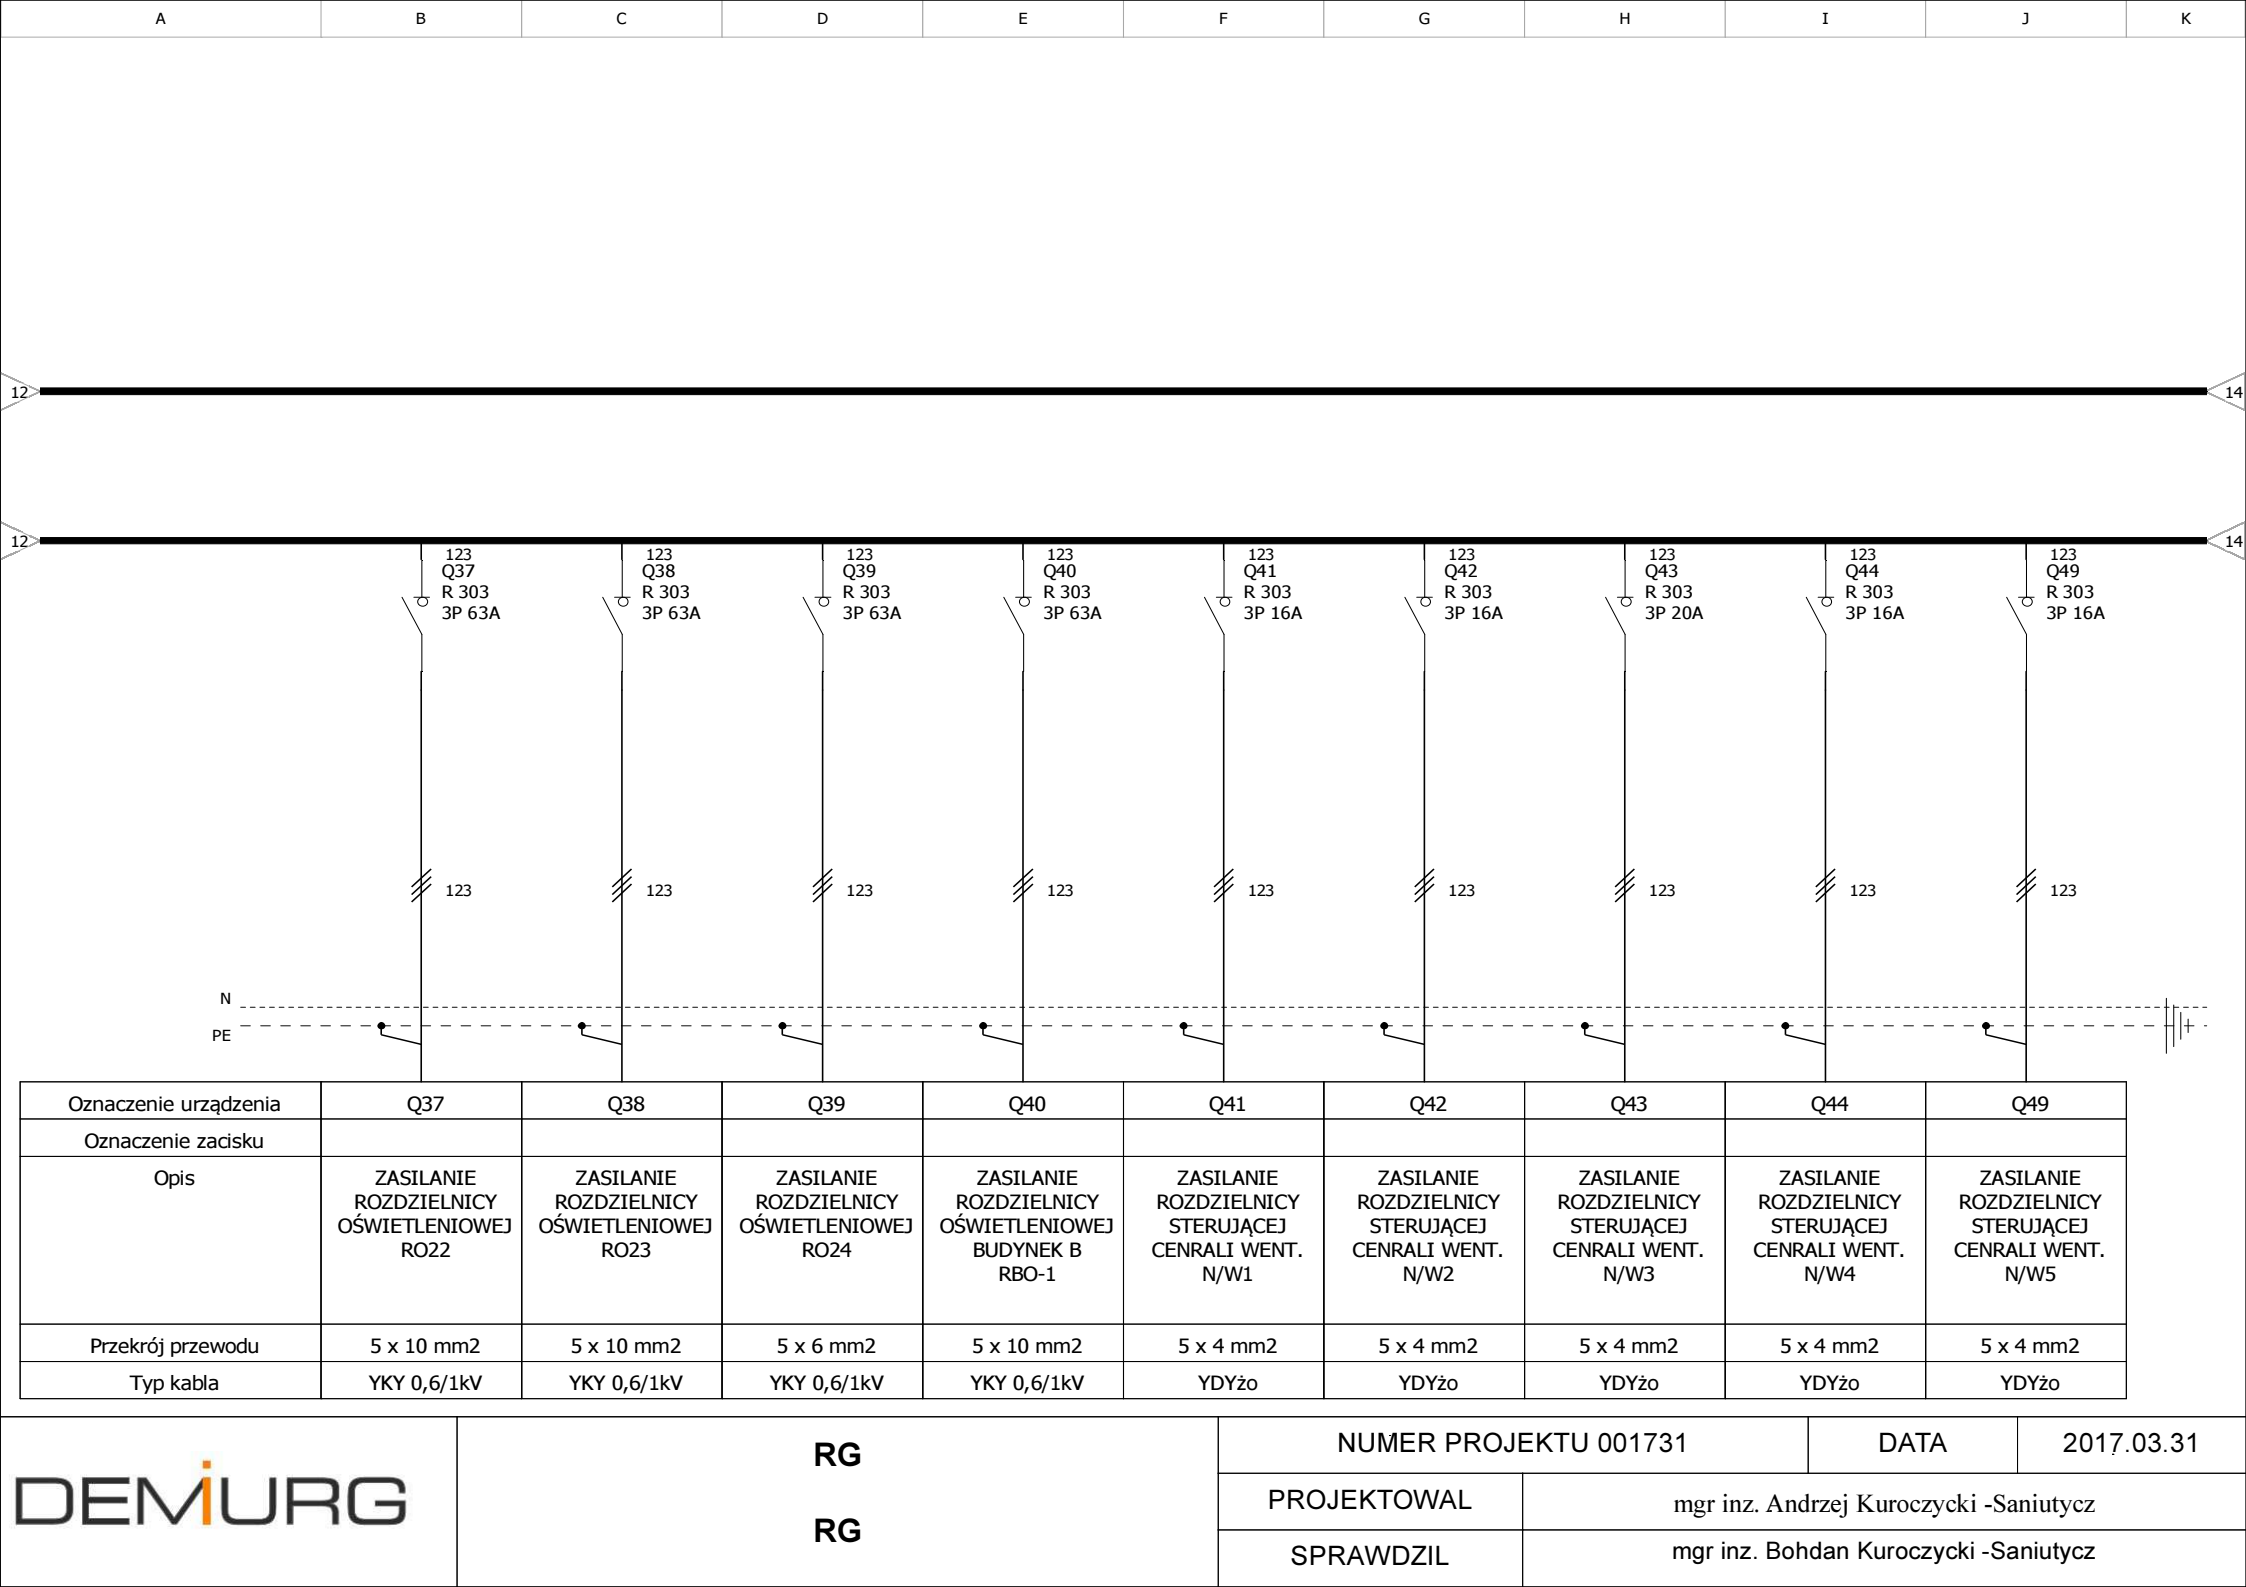 A B C D E F G H I J K
12 14
12 14
123 123 123 123 123 123 123 123 123
Q37 Q38 Q39 Q40 Q41 Q42 Q43 Q44 Q49
R 303 R 303 R 303 R 303 R 303 R 303 R 303 R 303 R 303
3P 63A 3P 63A 3P 63A 3P 63A 3P 16A 3P 16A 3P 20A 3P 16A 3P 16A
123 123 123 123 123 123 123 123 123
N
PE
Oznaczenie urządzenia Q37 Q38 Q39 Q40 Q41 Q42 Q43 Q44 Q49
Oznaczenie zacisku
Opis ZASILANIE ZASILANIE ZASILANIE ZASILANIE ZASILANIE ZASILANIE ZASILANIE ZASILANIE ZASILANIE
ROZDZIELNICY ROZDZIELNICY ROZDZIELNICY ROZDZIELNICY ROZDZIELNICY ROZDZIELNICY ROZDZIELNICY ROZDZIELNICY ROZDZIELNICY
OŚWIETLENIOWEJ OŚWIETLENIOWEJ OŚWIETLENIOWEJ OŚWIETLENIOWEJ STERUJĄCEJ STERUJĄCEJ STERUJĄCEJ STERUJĄCEJ STERUJĄCEJ
RO22 RO23 RO24 BUDYNEK B CENRALI WENT. CENRALI WENT. CENRALI WENT. CENRALI WENT. CENRALI WENT.
RBO-1 N/W1 N/W2 N/W3 N/W4 N/W5
Przekrój przewodu 5 x 10 mm2 5 x 10 mm2 5 x 6 mm2 5 x 10 mm2 5 x 4 mm2 5 x 4 mm2 5 x 4 mm2 5 x 4 mm2 5 x 4 mm2
Typ kabla YKY 0,6/1kV YKY 0,6/1kV YKY 0,6/1kV YKY 0,6/1kV YDYżo YDYżo YDYżo YDYżo YDYżo
DEMiURG
RG
RG
NUMER PROJEKTU 001731 DATA 2017.03.31
PROJEKTOWAL mgr inz. Andrzej Kuroczycki -Saniutycz
SPRAWDZIL mgr inz. Bohdan Kuroczycki -Saniutycz